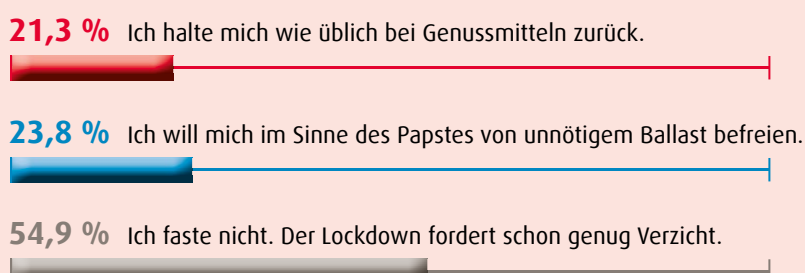 21,3 % Ich halte mich wie üblich bei Genussmitteln zurück.
23,8 % Ich will mich im Sinne des Papstes von unnötigem Ballast befreien.
54,9 % Ich faste nicht. Der Lockdown fordert schon genug Verzicht.